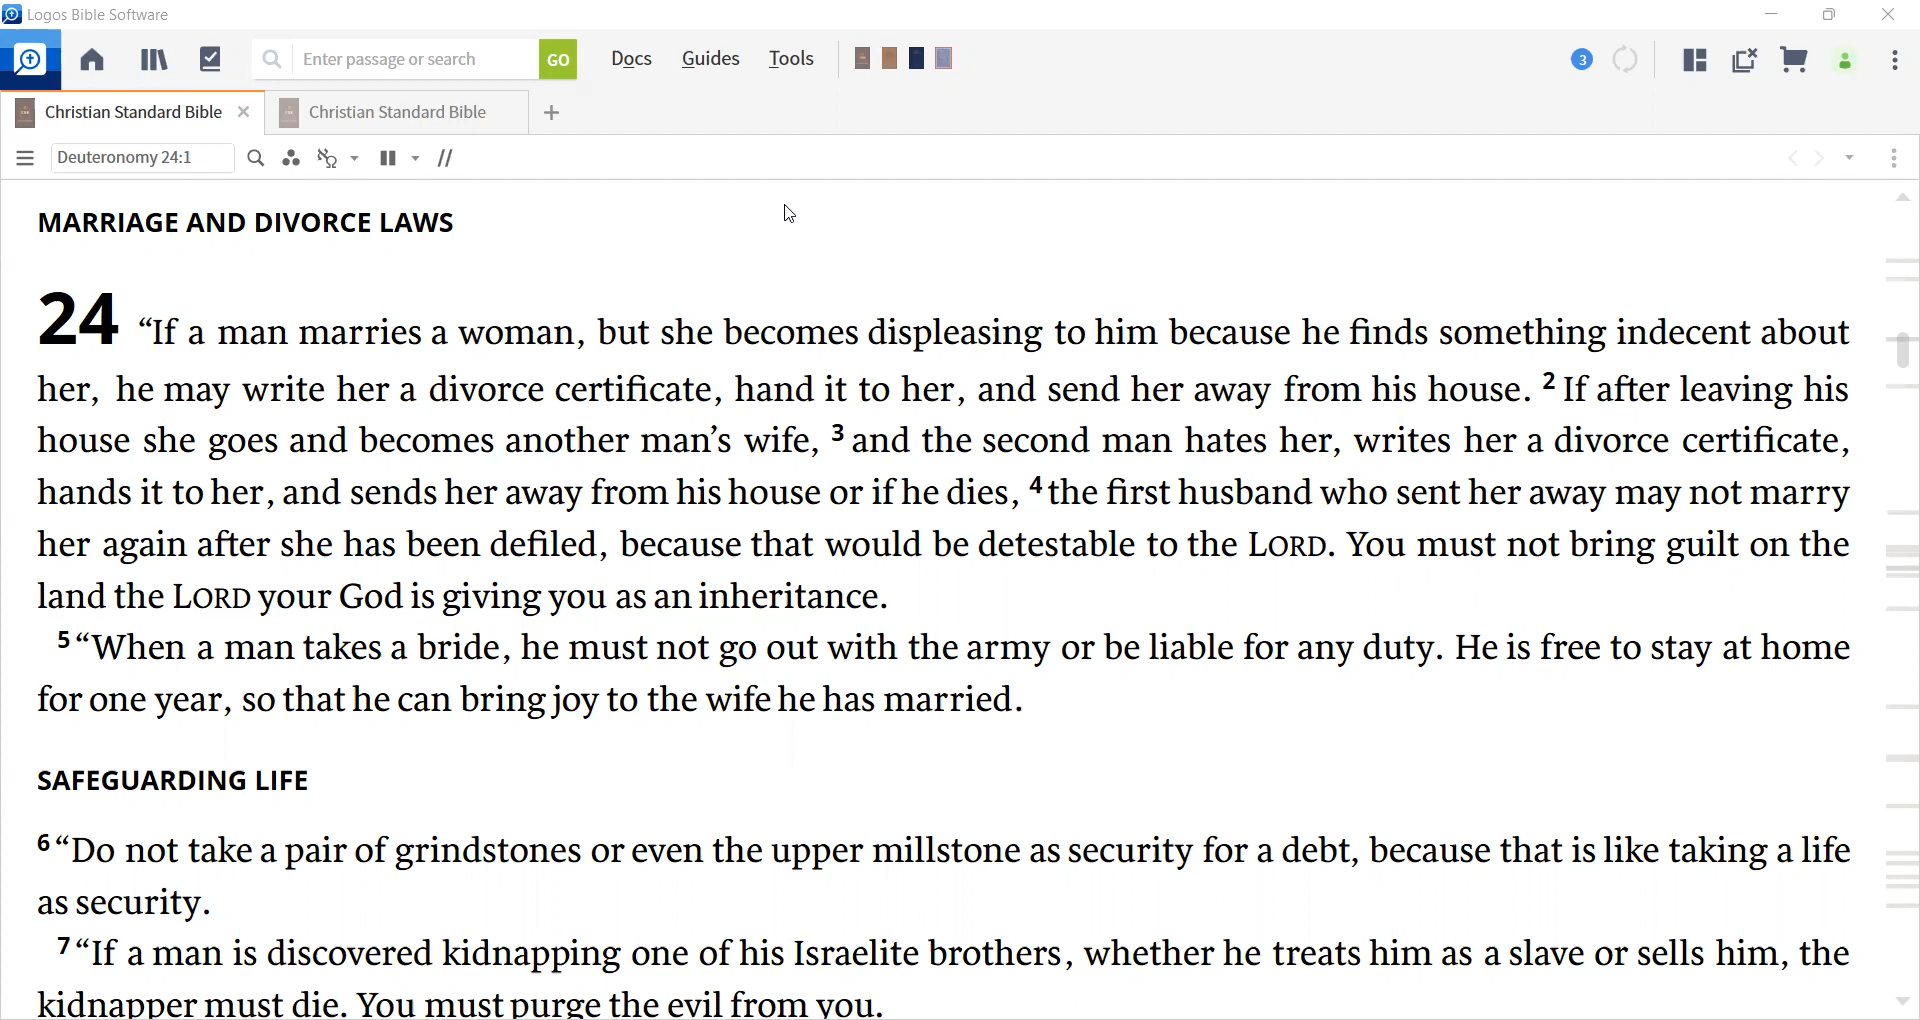 Logos Bible Software
Enter passage or search GO Docs Guides Tools 3
Christian Standard Bible Christian Standard Bible
Deuteronomy 24:1
MARRIAGE AND DIVORCE LAWS
24 “If a man marries a woman, but she becomes displeasing to him because he finds something indecent about
her, he may write her a divorce certificate, hand it to her, and send her away from his house. 2 If after leaving his
house she goes and becomes another man’s wife, 3 and the second man hates her, writes her a divorce certificate,
hands it to her, and sends her away from his house or if he dies, 4 the first husband who sent her away may not marry
her again after she has been defiled, because that would be detestable to the LORD. You must not bring guilt on the
land the LORD your God is giving you as an inheritance.
5 “When a man takes a bride, he must not go out with the army or be liable for any duty. He is free to stay at home
for one year, so that he can bring joy to the wife he has married.
SAFEGUARDING LIFE
6 “Do not take a pair of grindstones or even the upper millstone as security for a debt, because that is like taking a life
as security.
7 “If a man is discovered kidnapping one of his Israelite brothers, whether he treats him as a slave or sells him, the
kidnapper must die. You must purge the evil from you.